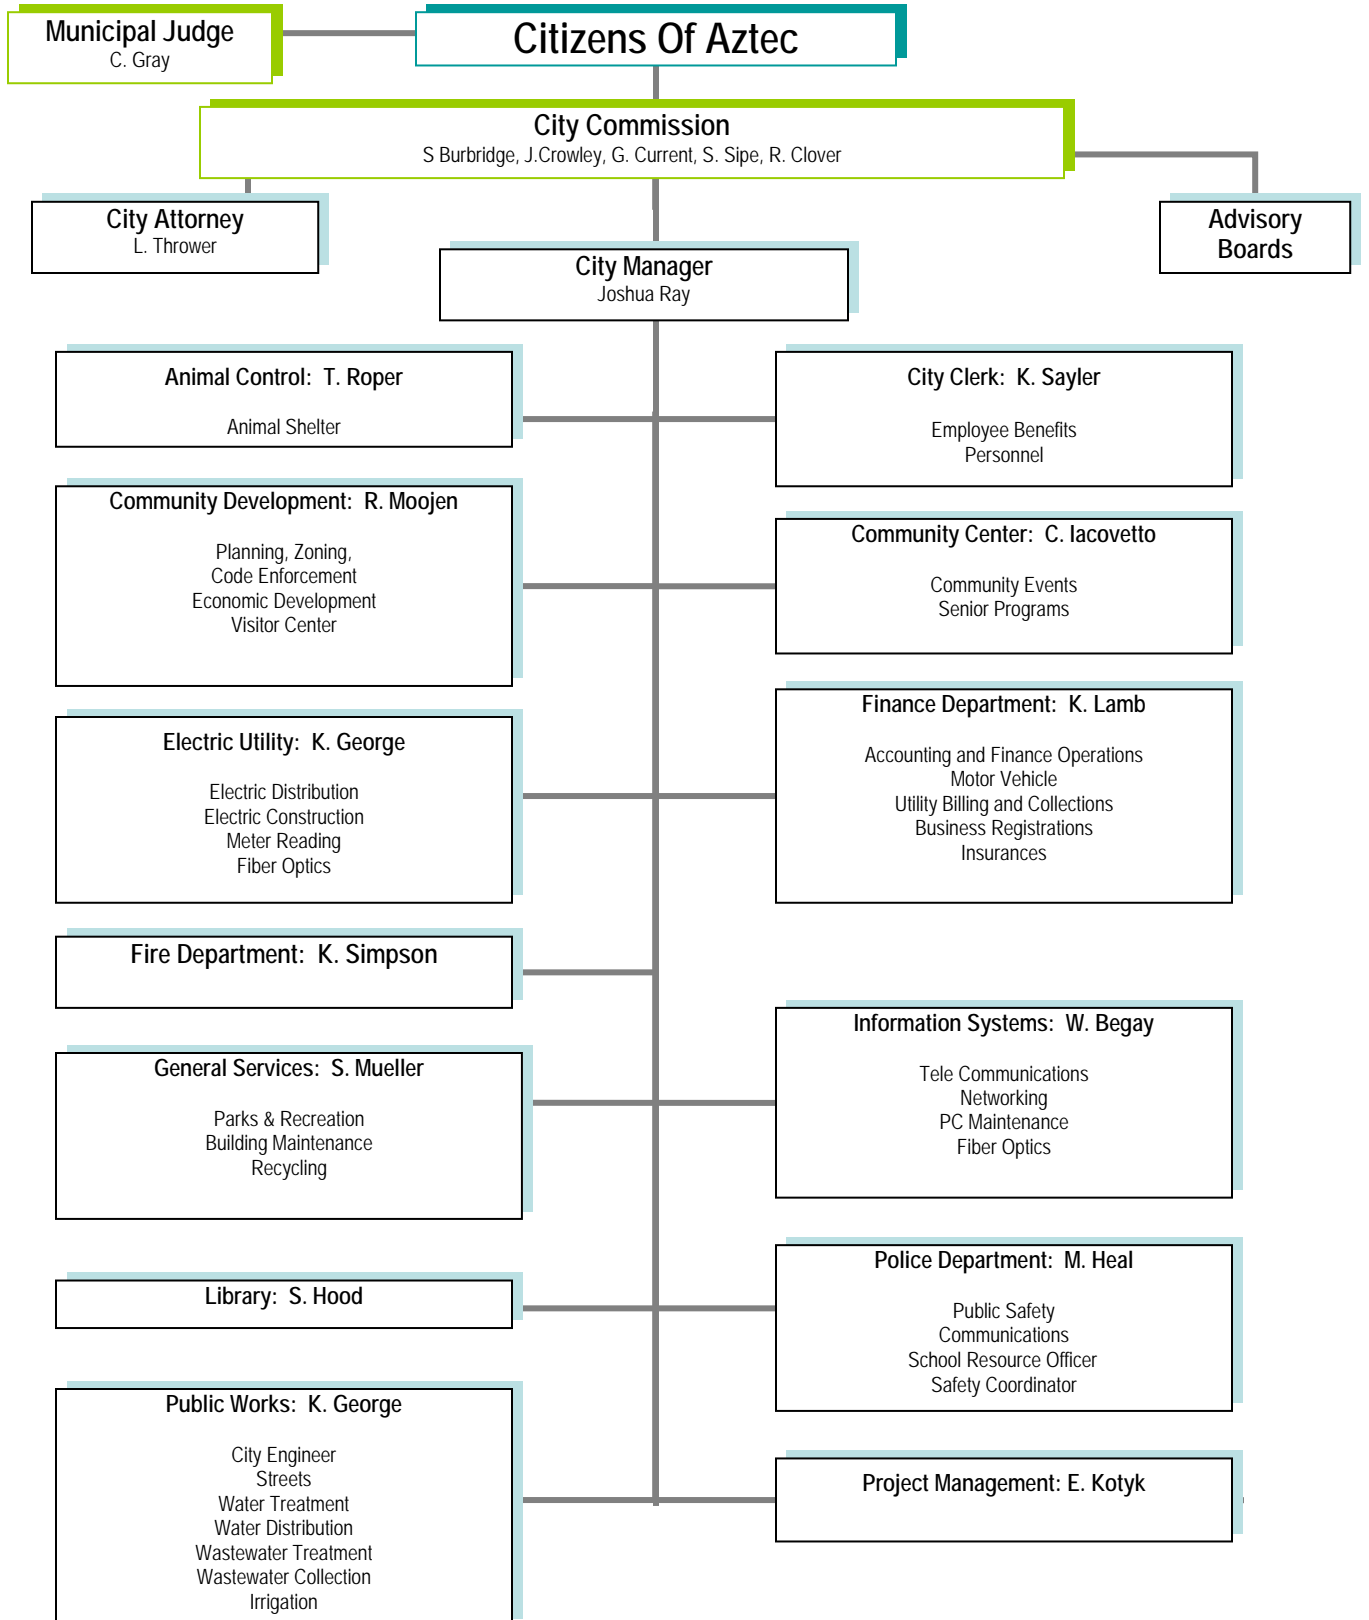 Municipal Judge
C. Gray
Citizens Of Aztec
City Commission
S Burbridge, J.Crowley, G. Current, S. Sipe, R. Clover
City Attorney
L. Thrower
Advisory
Boards
City Manager
Joshua Ray
Animal Control: T. Roper
Animal Shelter
City Clerk: K. Sayler
Employee Benefits
Personnel
Community Development: R. Moojen
Planning, Zoning,
Code Enforcement
Economic Development
Visitor Center
Community Center: C. Iacovetto
Community Events
Senior Programs
Electric Utility: K. George
Electric Distribution
Electric Construction
Meter Reading
Fiber Optics
Finance Department: K. Lamb
Accounting and Finance Operations
Motor Vehicle
Utility Billing and Collections
Business Registrations
Insurances
Fire Department: K. Simpson
General Services: S. Mueller
Parks & Recreation
Building Maintenance
Recycling
Information Systems: W. Begay
Tele Communications
Networking
PC Maintenance
Fiber Optics
Library: S. Hood
Police Department: M. Heal
Public Safety
Communications
School Resource Officer
Safety Coordinator
Public Works: K. George
City Engineer
Streets
Water Treatment
Water Distribution
Wastewater Treatment
Wastewater Collection
Irrigation
Project Management: E. Kotyk